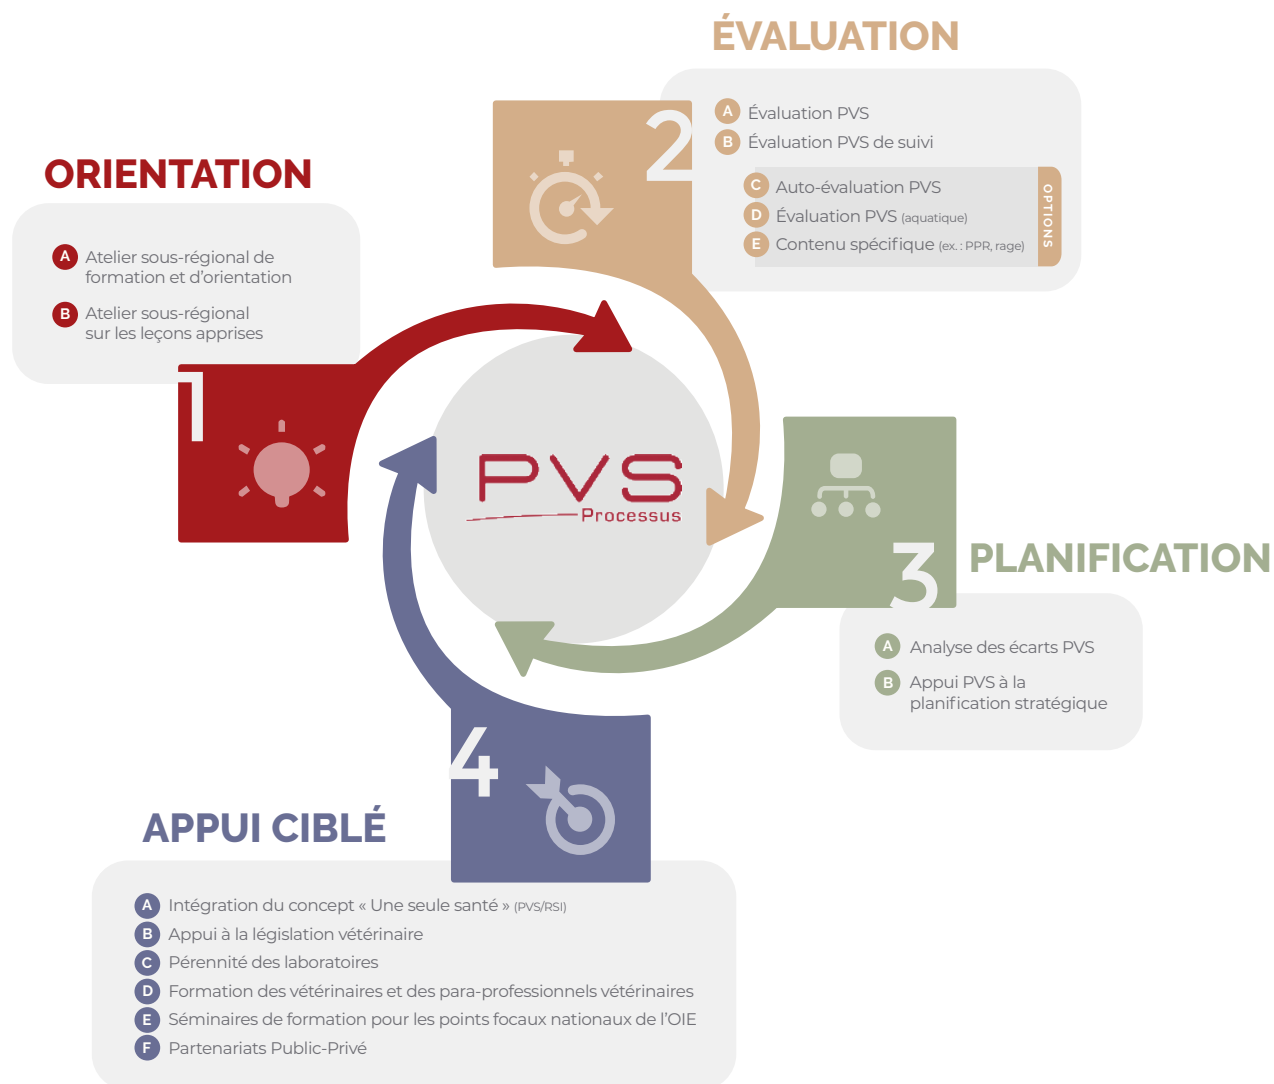 ORIENTATION
A Atelier sous-régional de
formation et d’orientation
B Atelier sous-régional
sur les leçons apprises
1
ÉVALUATION
2
A Évaluation PVS
B Évaluation PVS de suivi
C Auto-évaluation PVS
D Évaluation PVS (aquatique)
E Contenu spécifique (ex. : PPR, rage)
OPTIONS
PVS
Processus
3
PLANIFICATION
A Analyse des écarts PVS
B Appui PVS à la
planification stratégique
4
APPUI CIBLÉ
A Intégration du concept « Une seule santé » (PVS/RSI)
B Appui à la législation vétérinaire
C Pérennité des laboratoires
D Formation des vétérinaires et des para-professionnels vétérinaires
E Séminaires de formation pour les points focaux nationaux de l’OIE
F Partenariats Public-Privé